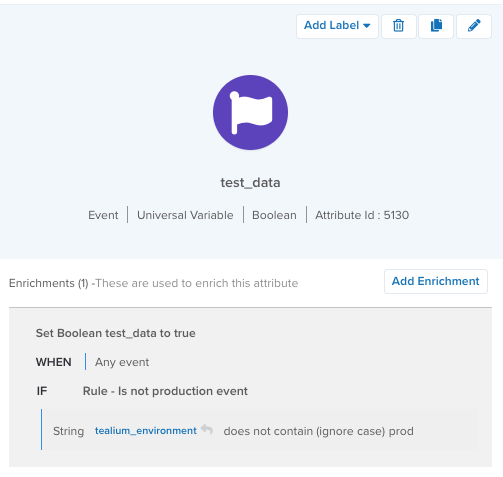 Add Label
test_data
Event Universal Variable Boolean Attribute Id : 5130
Enrichments (1) -These are used to enrich this attribute Add Enrichment
Set Boolean test_data to true
WHEN Any event
IF Rule - Is not production event
String tealium_environment does not contain (ignore case) prod